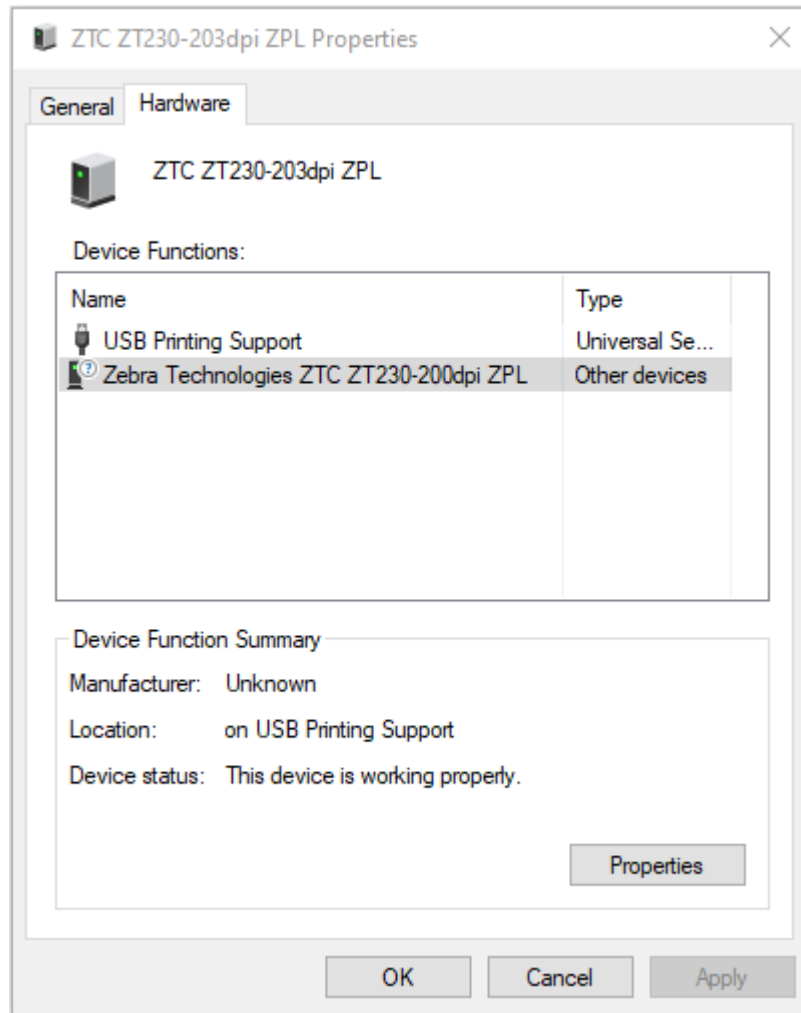 ZTC ZT230-203dpi ZPL Properties
General Hardware
ZTC ZT230-203dpi ZPL
Device Functions:
Name Type
USB Printing Support Universal Se...
Zebra Technologies ZTC ZT230-200dpi ZPL Other devices
Device Function Summary
Manufacturer: Unknown
Location: on USB Printing Support
Device status: This device is working properly.
Properties
OK Cancel Apply